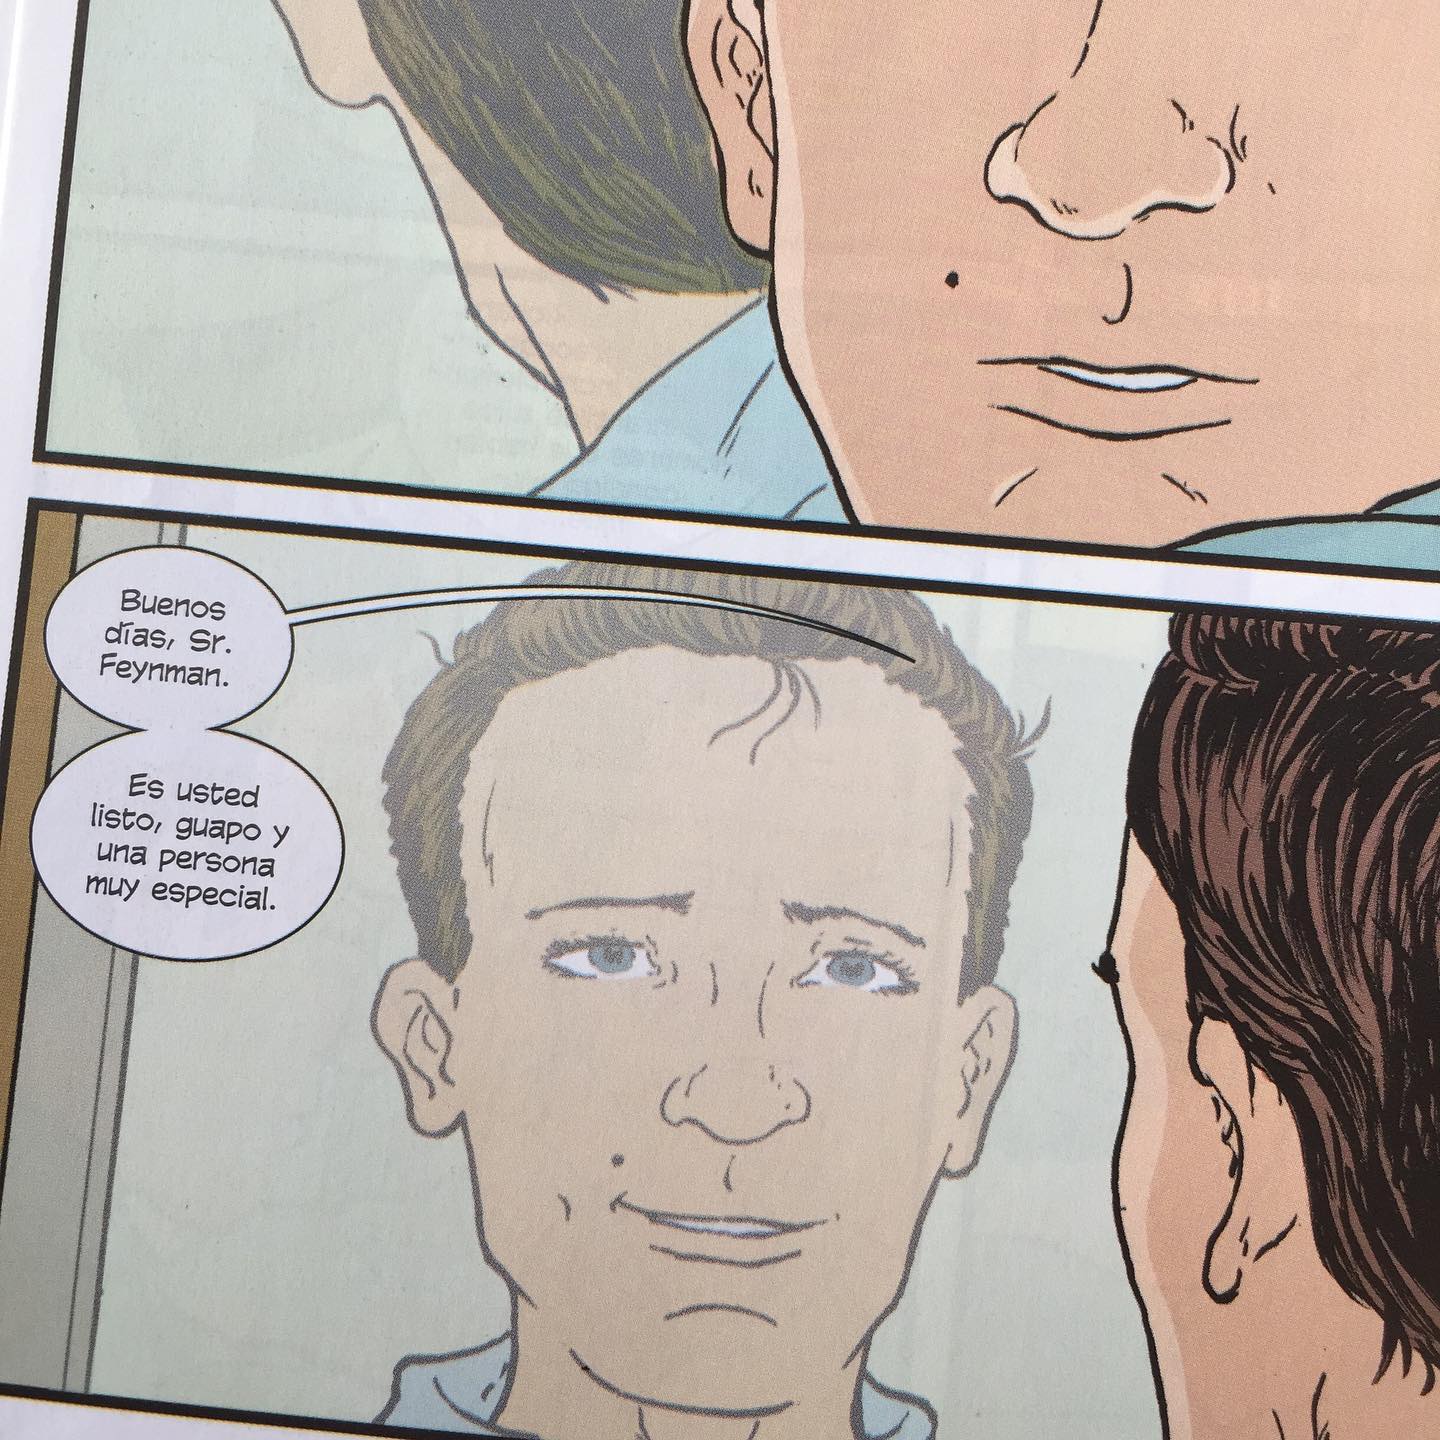 Buenos
días, Sr.
Feynman.
Es usted
listo, guapo y
una persona
muy especial.